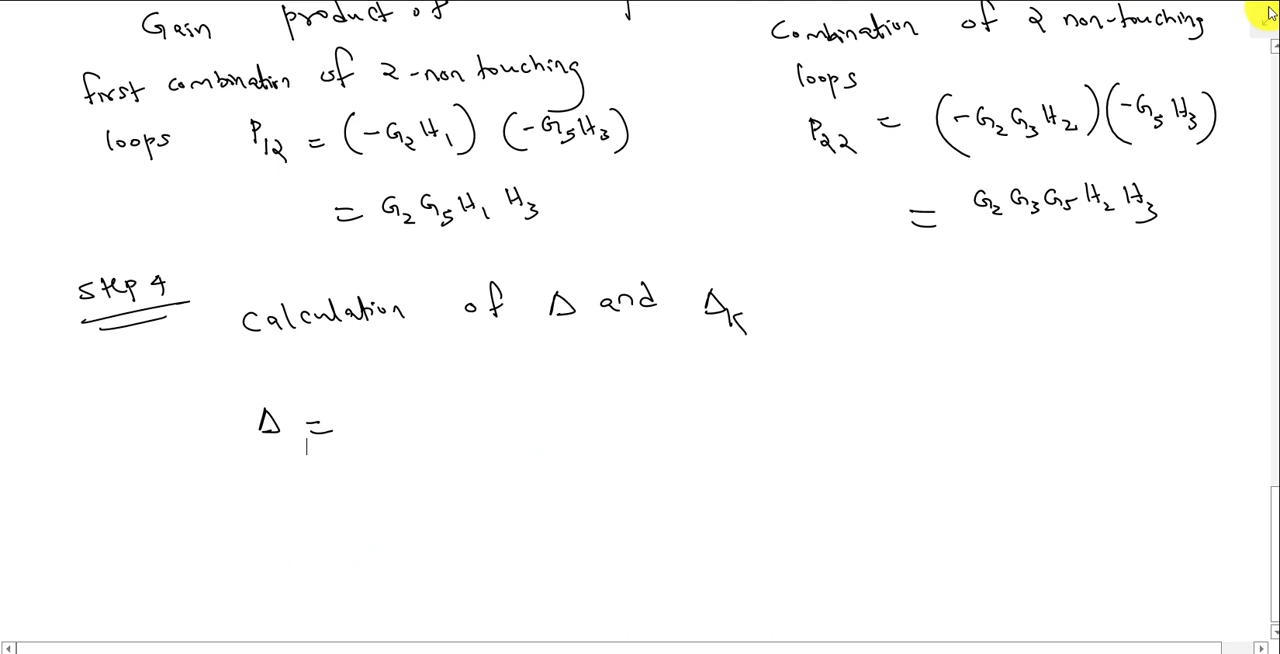 Gain product of
first combination of 2-non touching
loops P₁₂ = (-G₂H₁) (-G₅H₃)
= G₂G₅H₁H₃
Combination of 2 non-touching
loops
P₂₂ = (-G₂G₃H₂)(-G₅H₃)
= G₂G₃G₅H₂H₃
Step 4
Calculation of Δ and Δₖ
Δ =